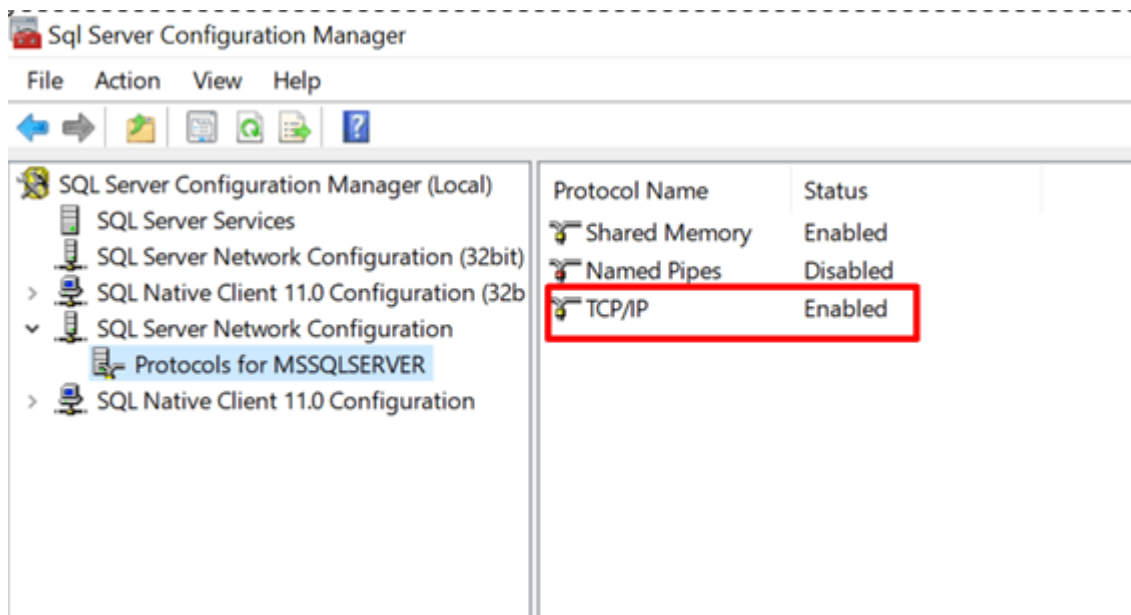 Sql Server Configuration Manager
File Action View Help
SQL Server Configuration Manager (Local)
SQL Server Services
SQL Server Network Configuration (32bit)
SQL Native Client 11.0 Configuration (32b
SQL Server Network Configuration
Protocols for MSSQLSERVER
SQL Native Client 11.0 Configuration
Protocol Name Status
Shared Memory Enabled
Named Pipes Disabled
TCP/IP Enabled